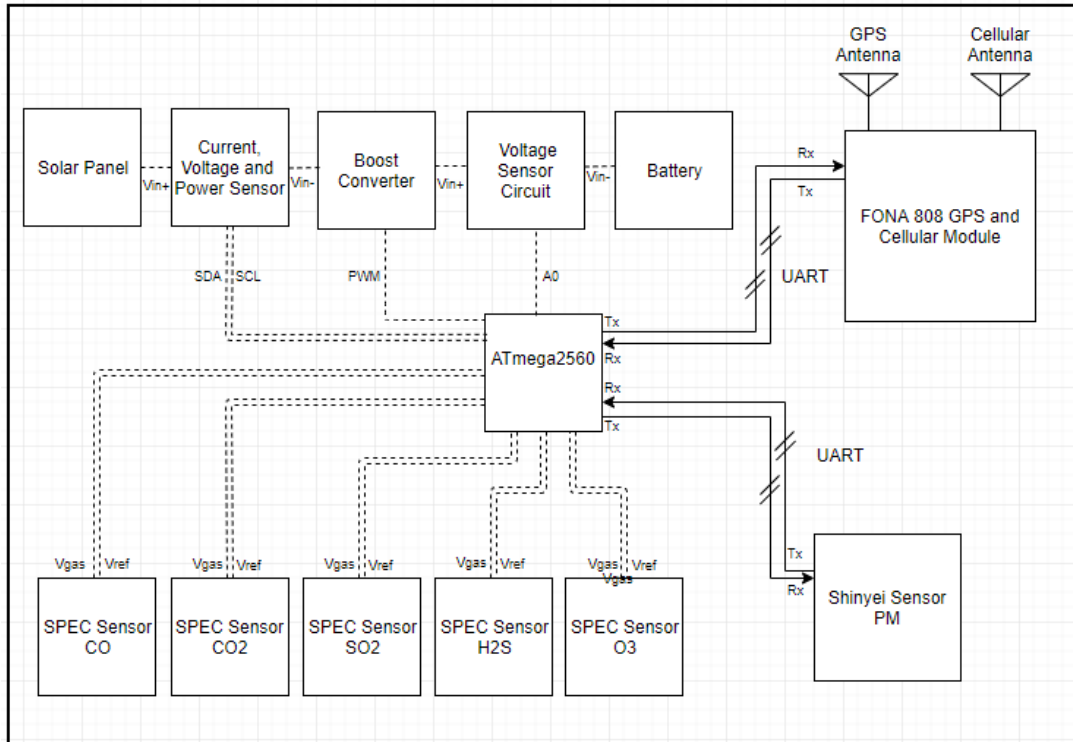 GPS
Antenna
Cellular
Antenna
Solar Panel
Current,
Voltage and
Power Sensor
Boost
Converter
Voltage
Sensor
Circuit
Battery
Vin+
Vin-
Vin+
Vin-
Rx
Tx
FONA 808 GPS and
Cellular Module
SDA
SCL
PWM
A0
UART
Tx
ATmega2560
Rx
Rx
Tx
UART
Vgas
Vref
Vgas
Vref
Vgas
Vref
Vgas
Vref
Vgas
Vref
Vgas
Tx
Rx
SPEC Sensor
CO
SPEC Sensor
CO2
SPEC Sensor
SO2
SPEC Sensor
H2S
SPEC Sensor
O3
Shinyei Sensor
PM